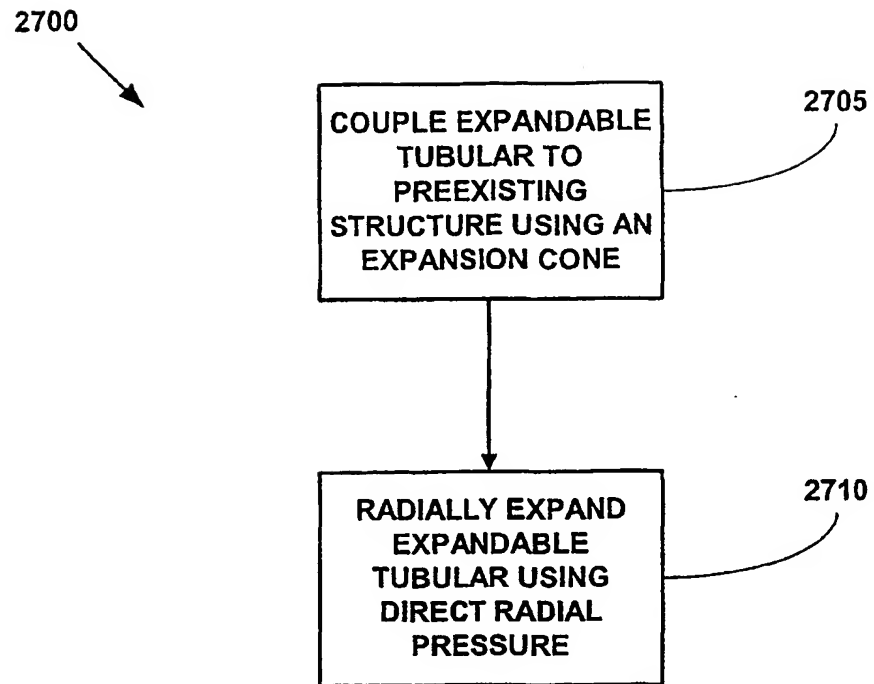 2700
COUPLE EXPANDABLE
TUBULAR TO
PREEXISTING
STRUCTURE USING AN
EXPANSION CONE
2705
RADIALLY EXPAND
EXPANDABLE
TUBULAR USING
DIRECT RADIAL
PRESSURE
2710